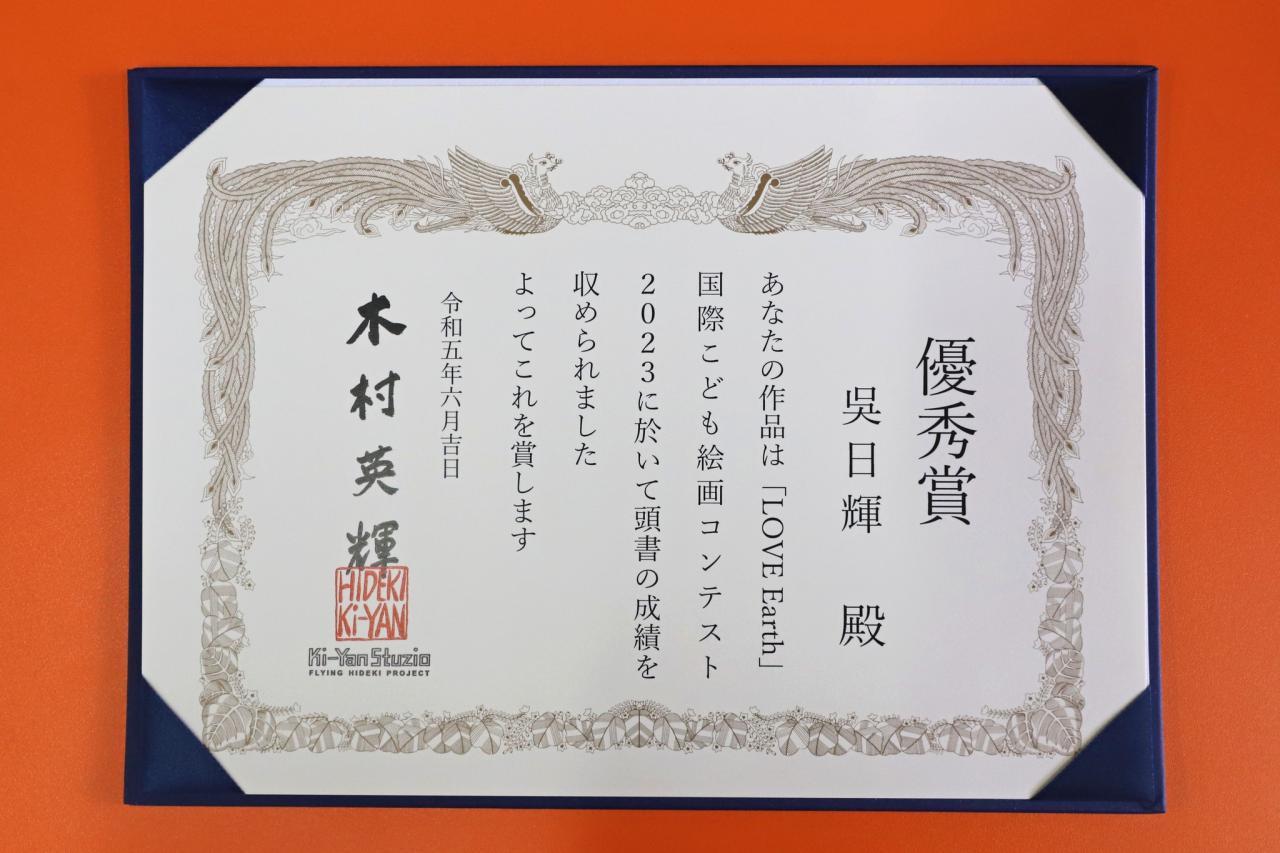 優秀賞
吳日輝 殿
あなたの作品は「LOVE Earth」
国際こども絵画コンテスト
2023に於いて頭書の成績を
収められました
よってこれを賞します
令和五年六月吉日
木村英輝
HIDEKI
Ki-YAN
Ki-Yan Stuzio
FLYING HIDEKI PROJECT